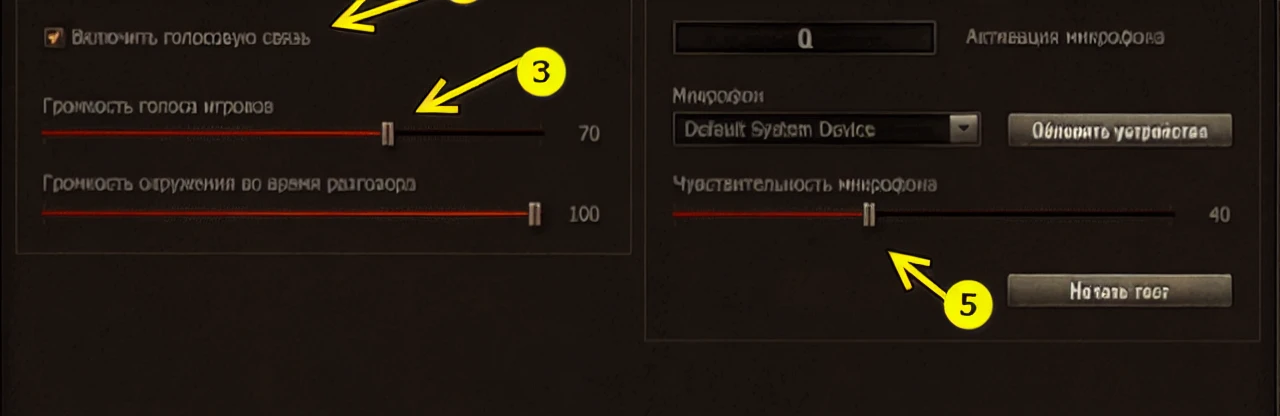 Включить голосовую связь
3
Громкость голоса игроков
70
Громкость окружения во время разговора
100
Q
Активация микрофона
Микрофон
Default System Device
Обновить устройства
Чувствительность микрофона
40
5
Начать тест